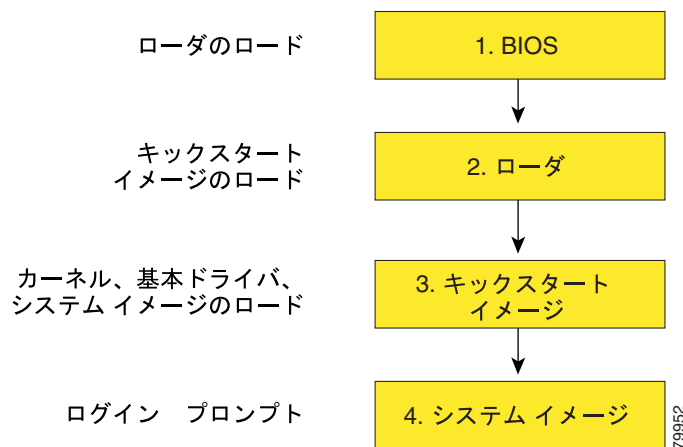 ローダのロード
1. BIOS
キックスタート
イメージのロード
2. ローダ
カーネル、基本ドライバ、
システム イメージのロード
3. キックスタート
イメージ
ログイン プロンプト
4. システム イメージ
79952